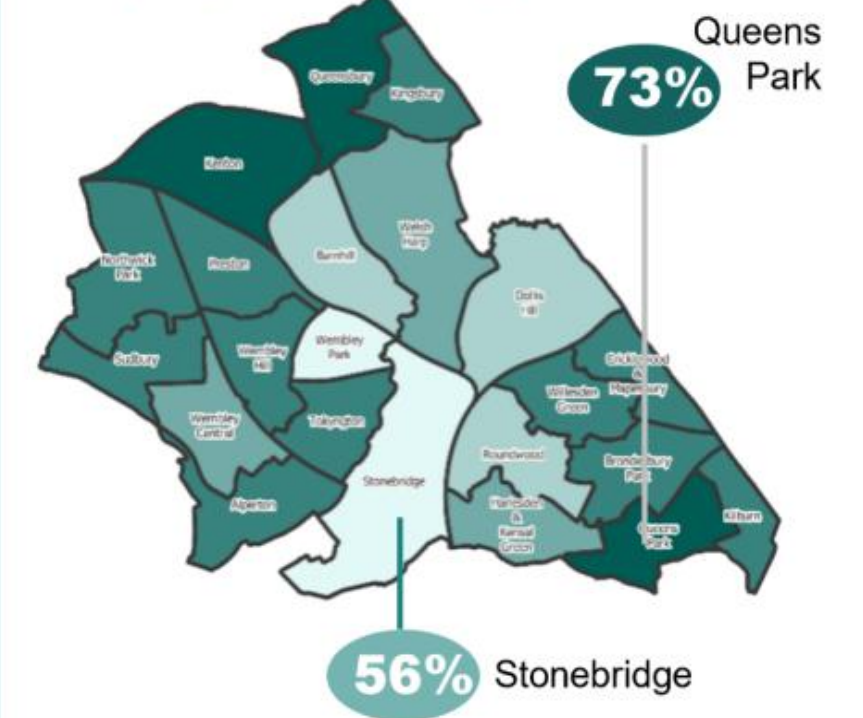 Queens
Park
73%
Queensbury
Kingsbury
Kenton
Welsh
Harp
Barnhill
Northwick
Park
Preston
Dollis
Hill
Wembley
Park
Sudbury
Wembley
Hill
Cricklewood
&
Mapesbury
Willesden
Green
Wembley
Central
Tokyngton
Roundwood
Brondesbury
Park
Stonebridge
Alperton
Harlesden
&
Kensal
Green
Kilburn
Queens
Park
56%
Stonebridge